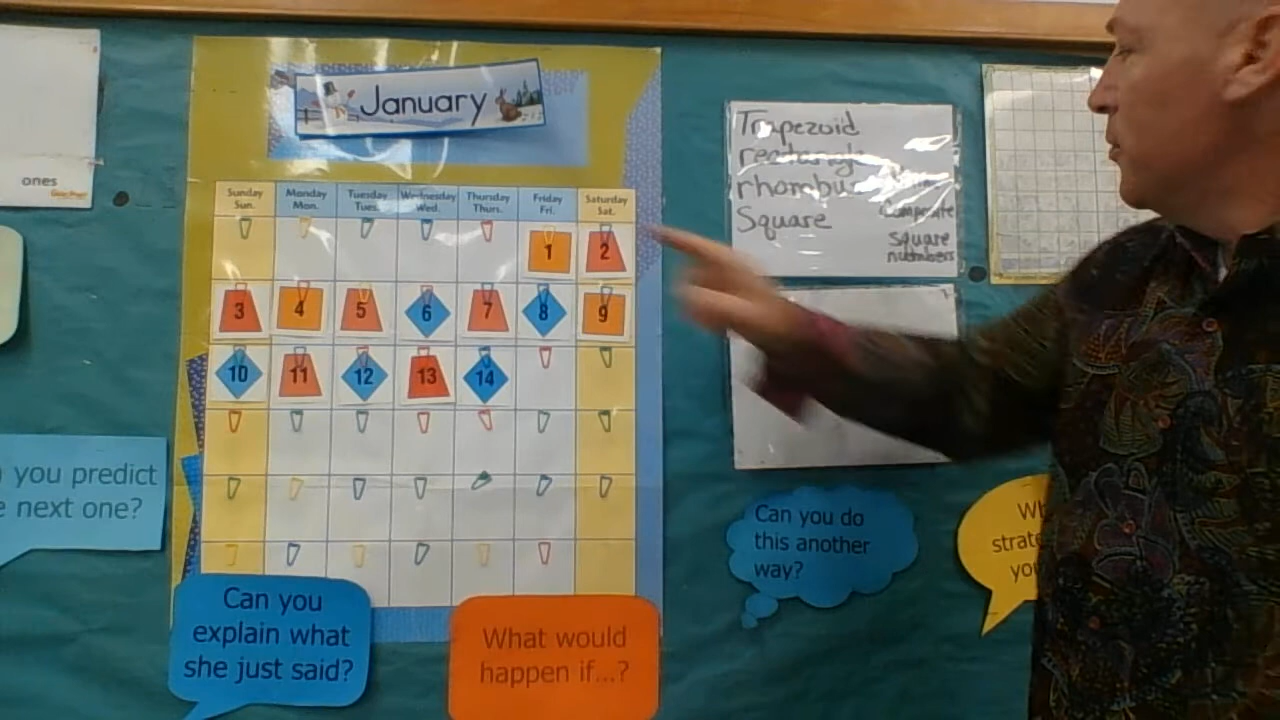 ones
January
Sunday Monday Tuesday Wednesday Thursday Friday Saturday
Sun. Mon. Tues. Wed. Thurs. Fri. Sat.
1 2
3 4 5 6 7 8 9
10 11 12 13 14
Trapezoid
rectangle
rhombu
Square
Composite
square
numbers
you predict
next one?
Can you
explain what
she just said?
What would
happen if...?
Can you do
this another
way?